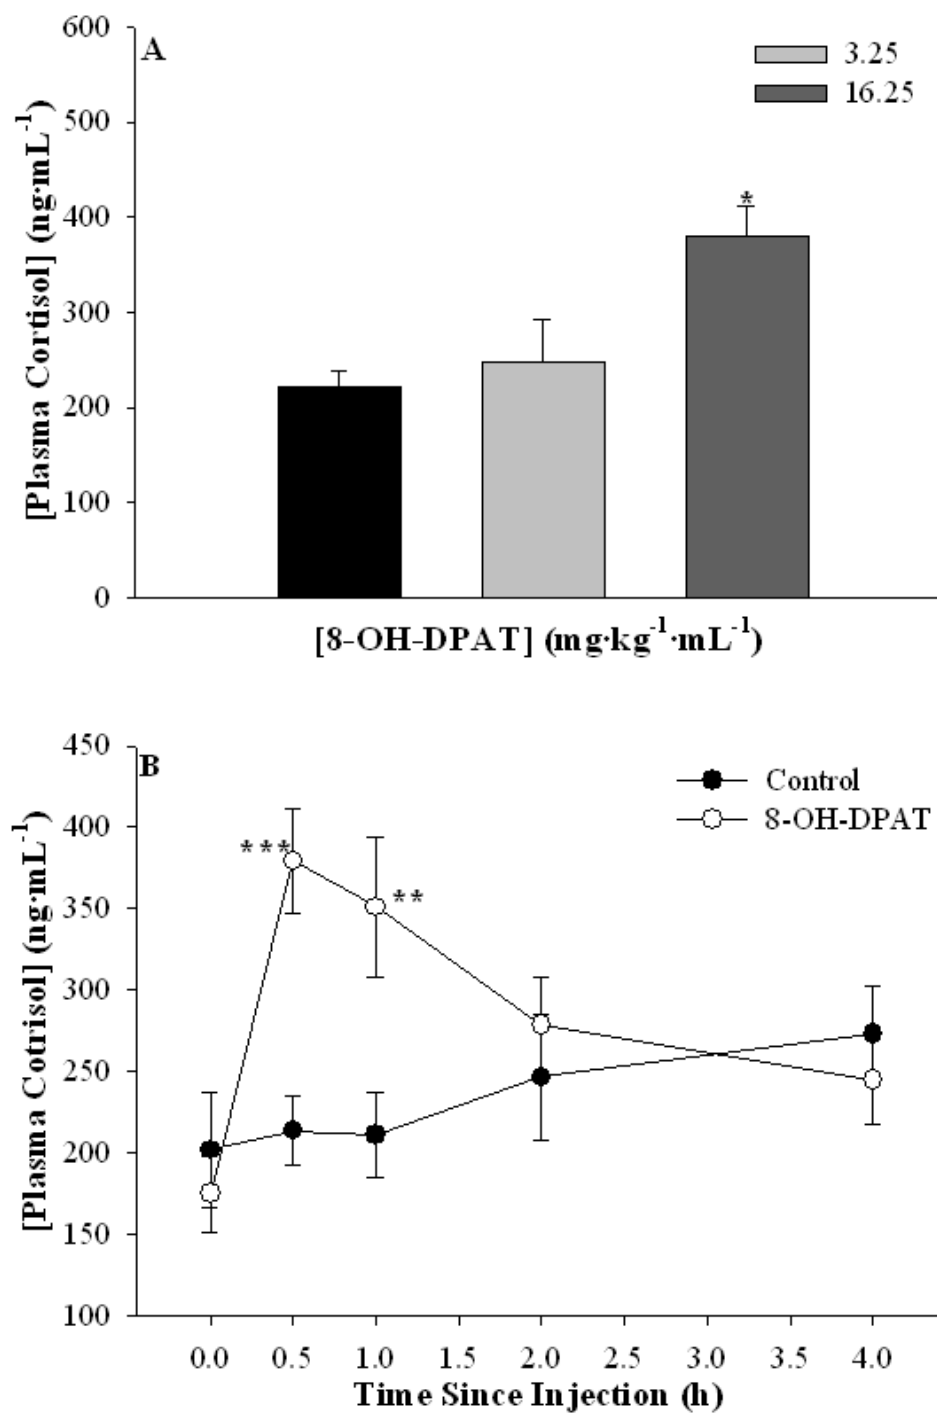 A
3.25
16.25
600
500
400
300
200
100
0
*
[Plasma Cortisol] (ng·mL⁻¹)
[8-OH-DPAT] (mg·kg⁻¹·mL⁻¹)
B
Control
8-OH-DPAT
450
400
350
300
250
200
150
100
***
**
[Plasma Cotrisol] (ng·mL⁻¹)
0.0 0.5 1.0 1.5 2.0 2.5 3.0 3.5 4.0
Time Since Injection (h)